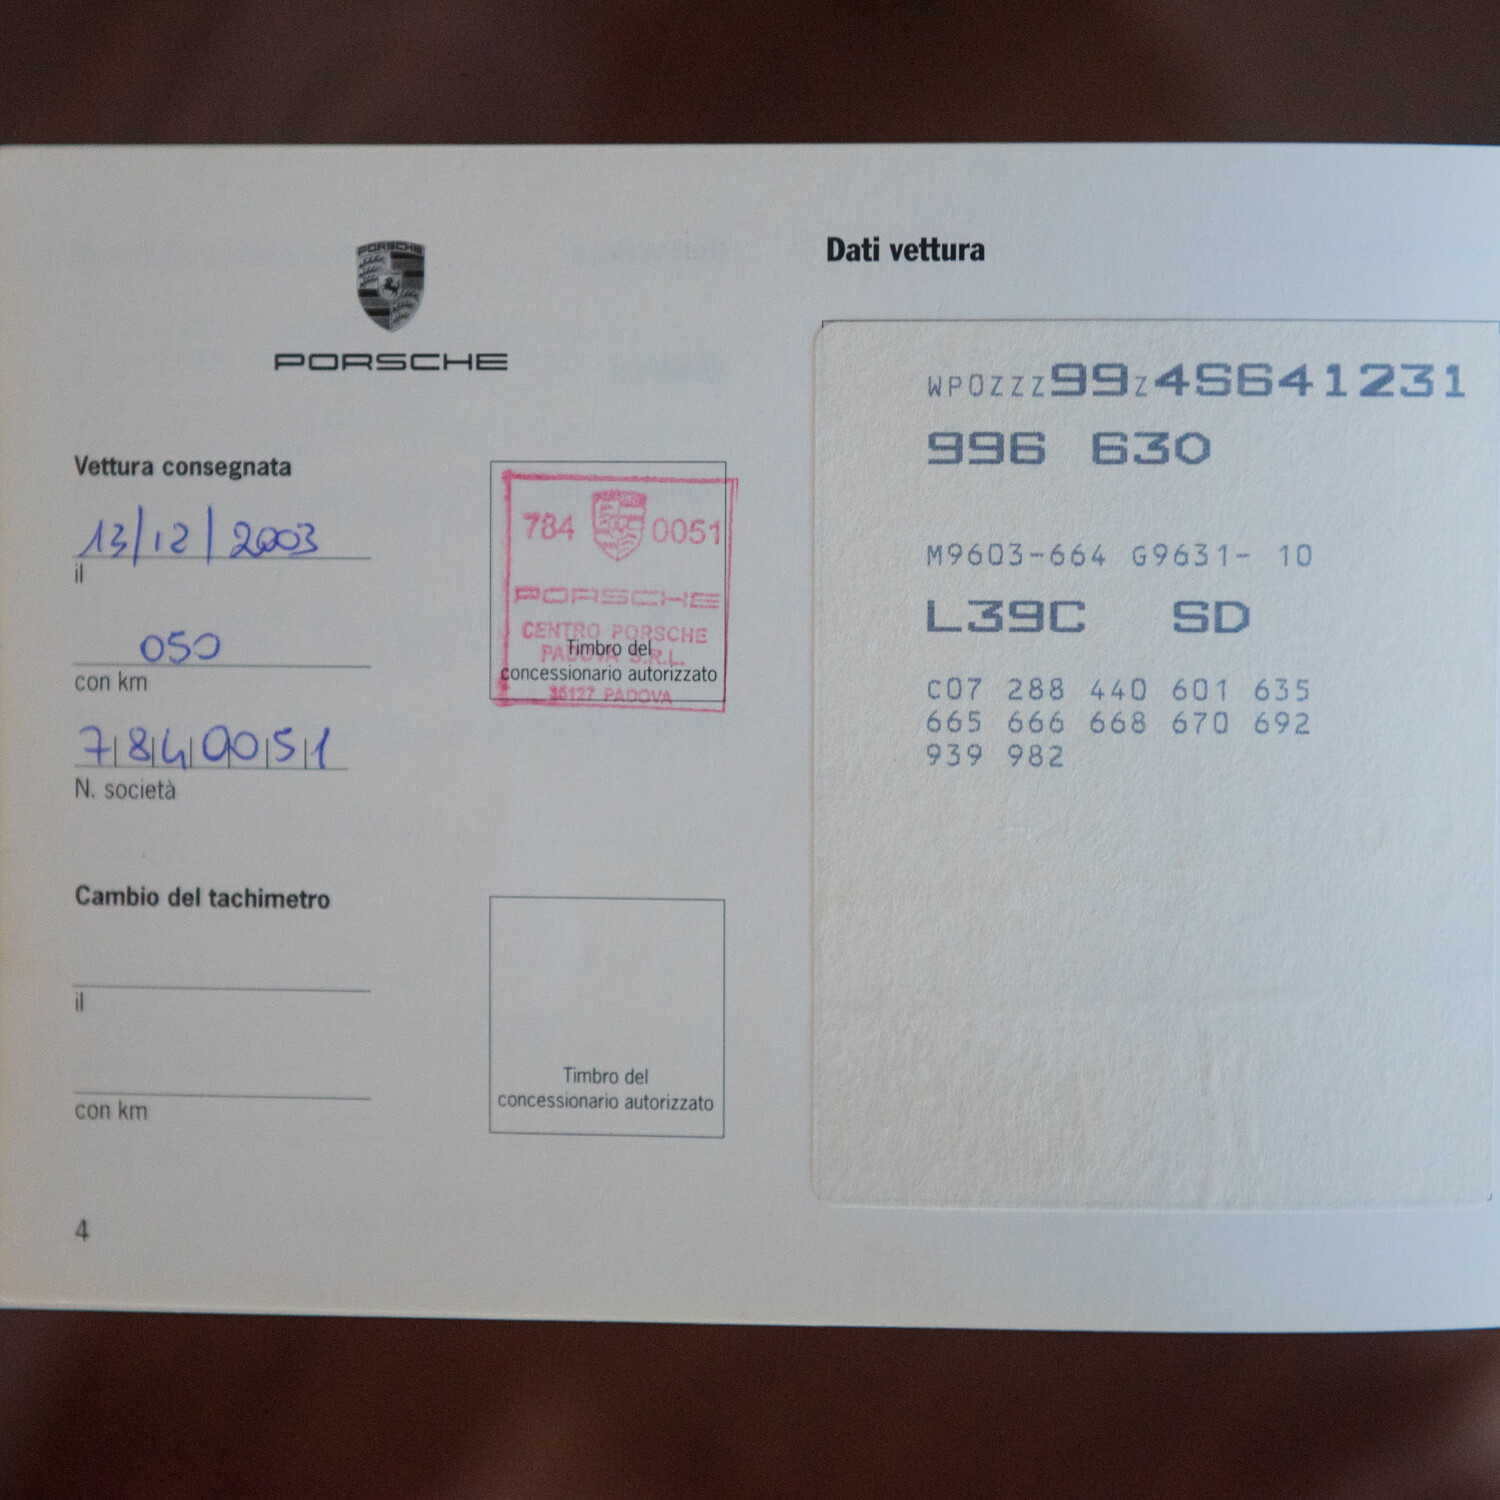 PORSCHE
PORSCHE
Vettura consegnata
13/12/2003
il
050
con km
7840051
N. società
784 0051
PORSCHE
CENTRO PORSCHE
PADOVA S.R.L.
35127 PADOVA
Timbro del
concessionario autorizzato
Cambio del tachimetro
il
con km
Timbro del
concessionario autorizzato
4
Dati vettura
WP0ZZZ99Z4S641231
996 630
M9603-664 G9631- 10
L39C SD
C07 288 440 601 635
665 666 668 670 692
939 982